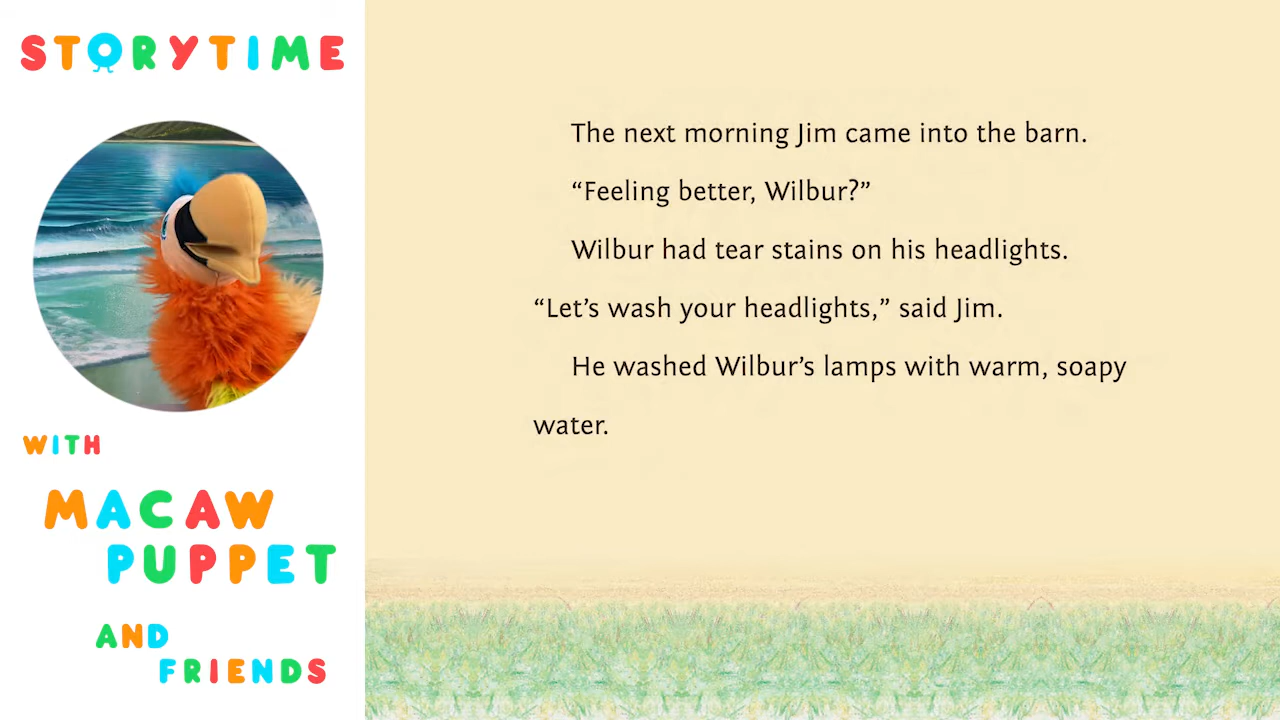 STORYTIME
WITH
MACAW
PUPPET
AND
FRIENDS
The next morning Jim came into the barn.
“Feeling better, Wilbur?”
Wilbur had tear stains on his headlights.
“Let’s wash your headlights,” said Jim.
He washed Wilbur’s lamps with warm, soapy
water.